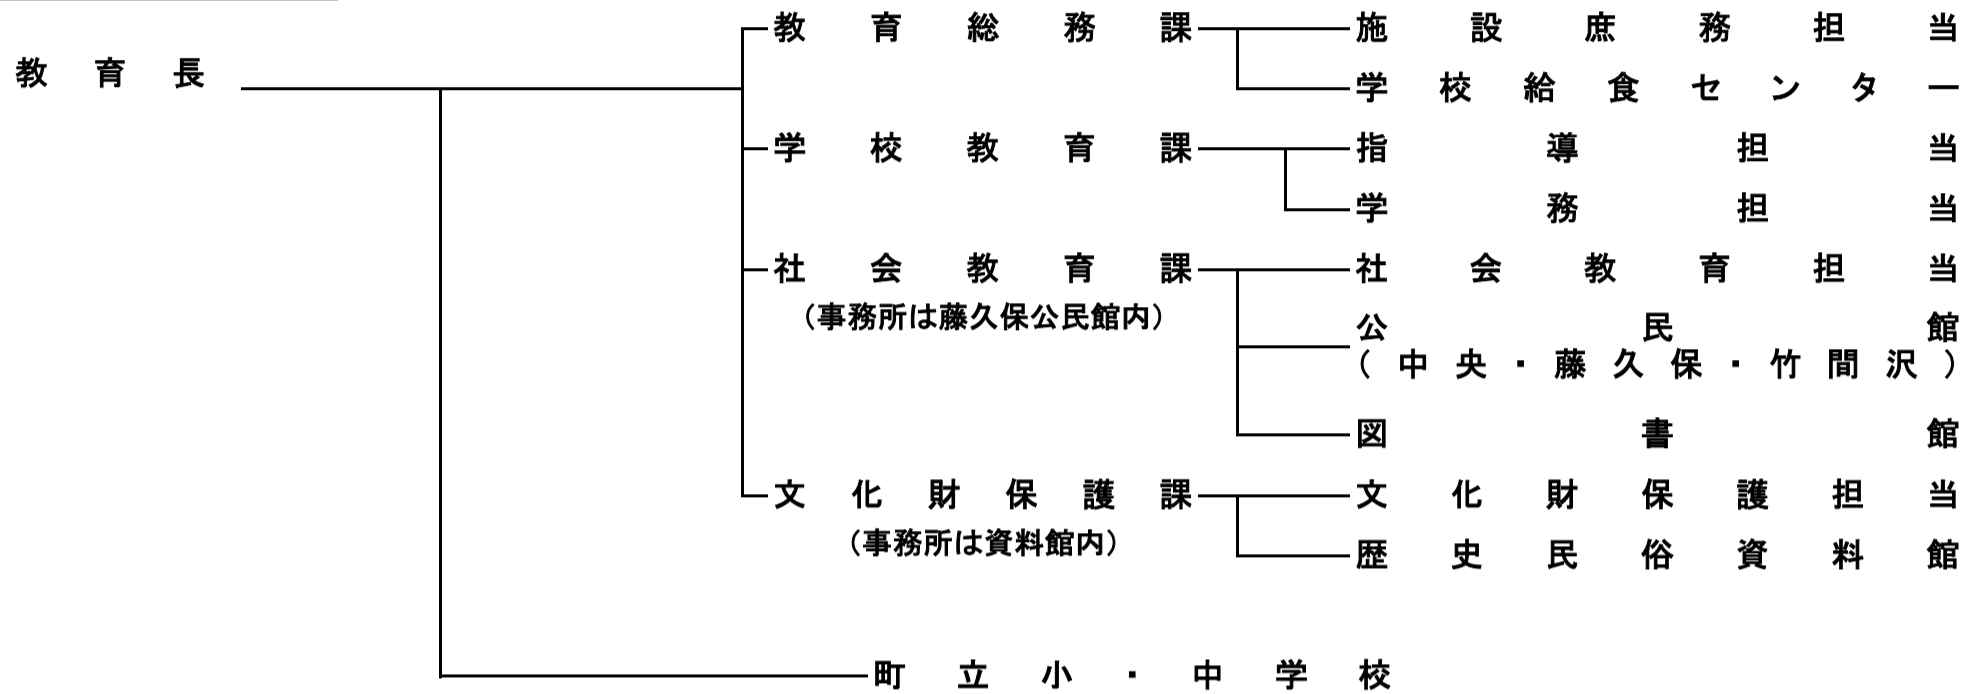 教育長
教育総務課
施設庶務担当
学校給食センター
学校教育課
指導担当
学務担当
社会教育課
（事務所は藤久保公民館内）
社会教育担当
公民館
（中央・藤久保・竹間沢）
図書館
文化財保護課
（事務所は資料館内）
文化財保護担当
歴史民俗資料館
町立小・中学校